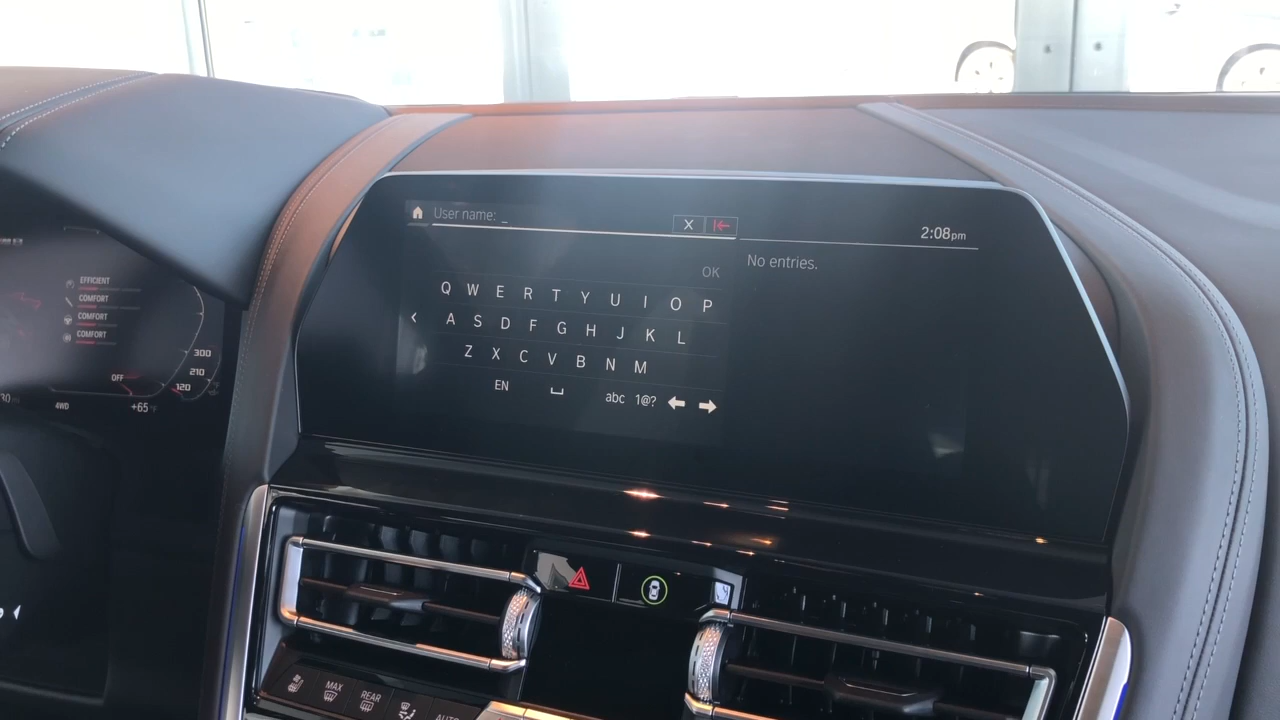 User name: _
X
2:08pm
No entries.
OK
Q W E R T Y U I O P
A S D F G H J K L
Z X C V B N M
EN
abc 1@?
EFFICIENT
COMFORT
COMFORT
COMFORT
300
210
120
OFF
4WD
+65°F
MAX
REAR
AUTO